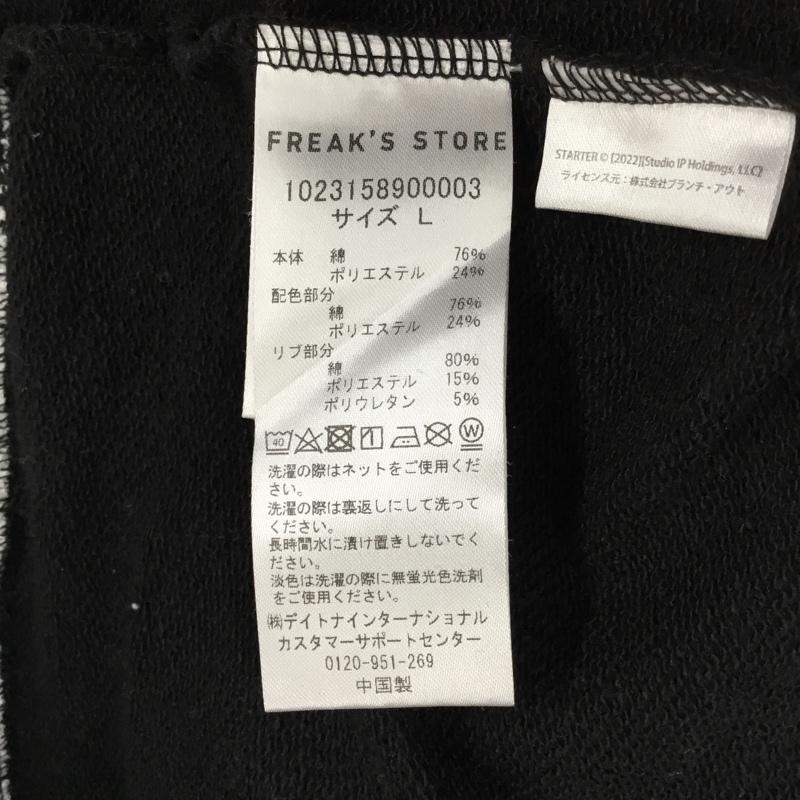 FREAK'S STORE
1023158900003
サイズ L
本体 綿 76%
ポリエステル 24%
配色部分
綿 76%
ポリエステル 24%
リブ部分
綿 80%
ポリエステル 15%
ポリウレタン 5%
40 W
洗濯の際はネットをご使用くだ
さい。
洗濯の際は裏返しにして洗って
ください。
長時間水に漬け置きしないでく
ださい。
淡色は洗濯の際に無蛍光色洗剤
をご使用ください。
㈱デイトナインターナショナル
カスタマーサポートセンター
0120-951-269
中国製
STARTER © [2022][Studio IP Holdings, LLC]
ライセンス元:株式会社ブランチ・アウト